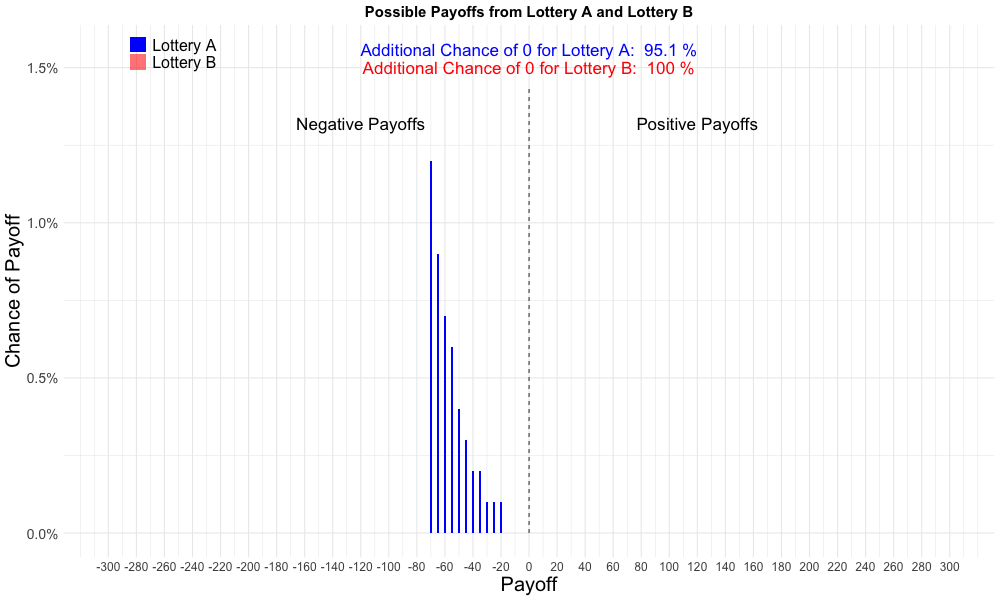 Possible Payoffs from Lottery A and Lottery B
Lottery A
Lottery B
Additional Chance of 0 for Lottery A:  95.1 %
Additional Chance of 0 for Lottery B:  100 %
Negative Payoffs
Positive Payoffs
Chance of Payoff
1.5%
1.0%
0.5%
0.0%
-300 -280 -260 -240 -220 -200 -180 -160 -140 -120 -100 -80 -60 -40 -20 0 20 40 60 80 100 120 140 160 180 200 220 240 260 280 300
Payoff